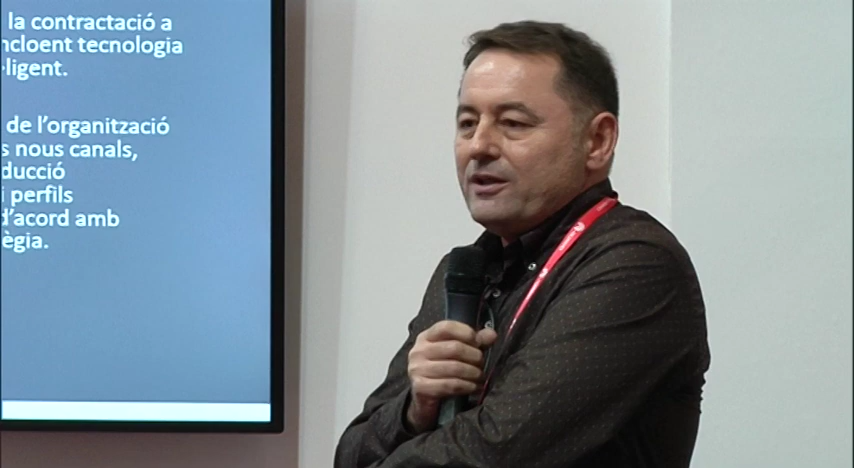 la contractació a
ncloent tecnologia
·ligent.
de l'organització
s nous canals,
ducció
i perfils
d'acord amb
ègia.